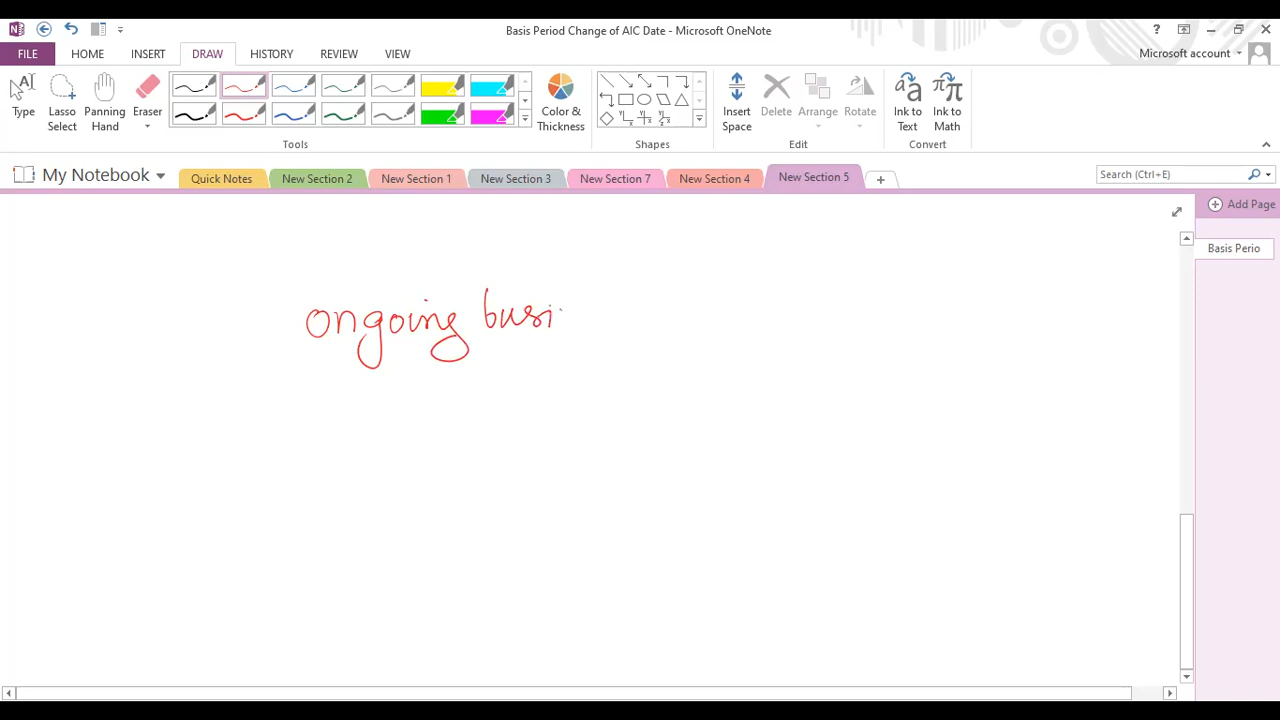 Basis Period Change of AIC Date - Microsoft OneNote
FILE HOME INSERT DRAW HISTORY REVIEW VIEW
Microsoft account
Type
Lasso Select
Panning Hand
Eraser
Color & Thickness
Insert Space
Delete
Arrange
Rotate
Ink to Text
Ink to Math
Tools
Shapes
Edit
Convert
My Notebook
Quick Notes
New Section 2
New Section 1
New Section 3
New Section 7
New Section 4
New Section 5
Search (Ctrl+E)
Add Page
Basis Perio
ongoing busi